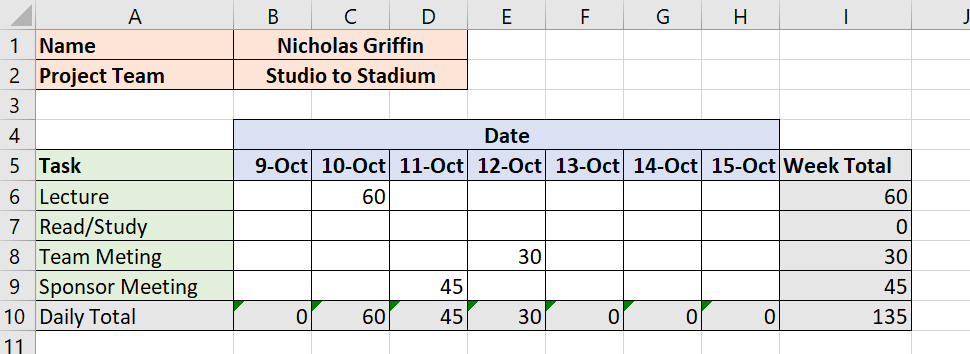 A B C D E F G H I J
1 Name Nicholas Griffin
2 Project Team Studio to Stadium
3
4 Date
5 Task 9-Oct 10-Oct 11-Oct 12-Oct 13-Oct 14-Oct 15-Oct Week Total
6 Lecture 60 60
7 Read/Study 0
8 Team Meting 30 30
9 Sponsor Meeting 45 45
10 Daily Total 0 60 45 30 0 0 0 135
11